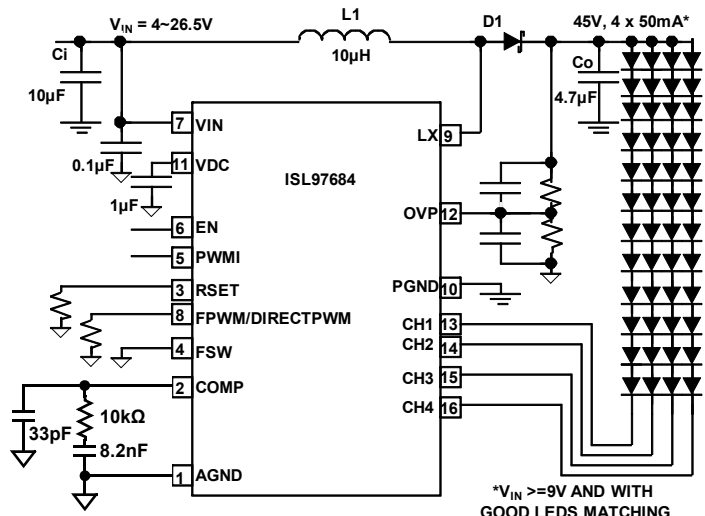 V_IN = 4~26.5V
L1
10µH
D1
45V, 4 x 50mA*
Ci
10µF
Co
4.7µF
0.1µF
1µF
ISL97684
7 VIN
11 VDC
6 EN
5 PWMI
3 RSET
8 FPWM/DIRECTPWM
4 FSW
2 COMP
1 AGND
LX 9
OVP 12
PGND 10
CH1 13
CH2 14
CH3 15
CH4 16
33pF
10kΩ
8.2nF
*V_IN >=9V AND WITH
GOOD LEDS MATCHING